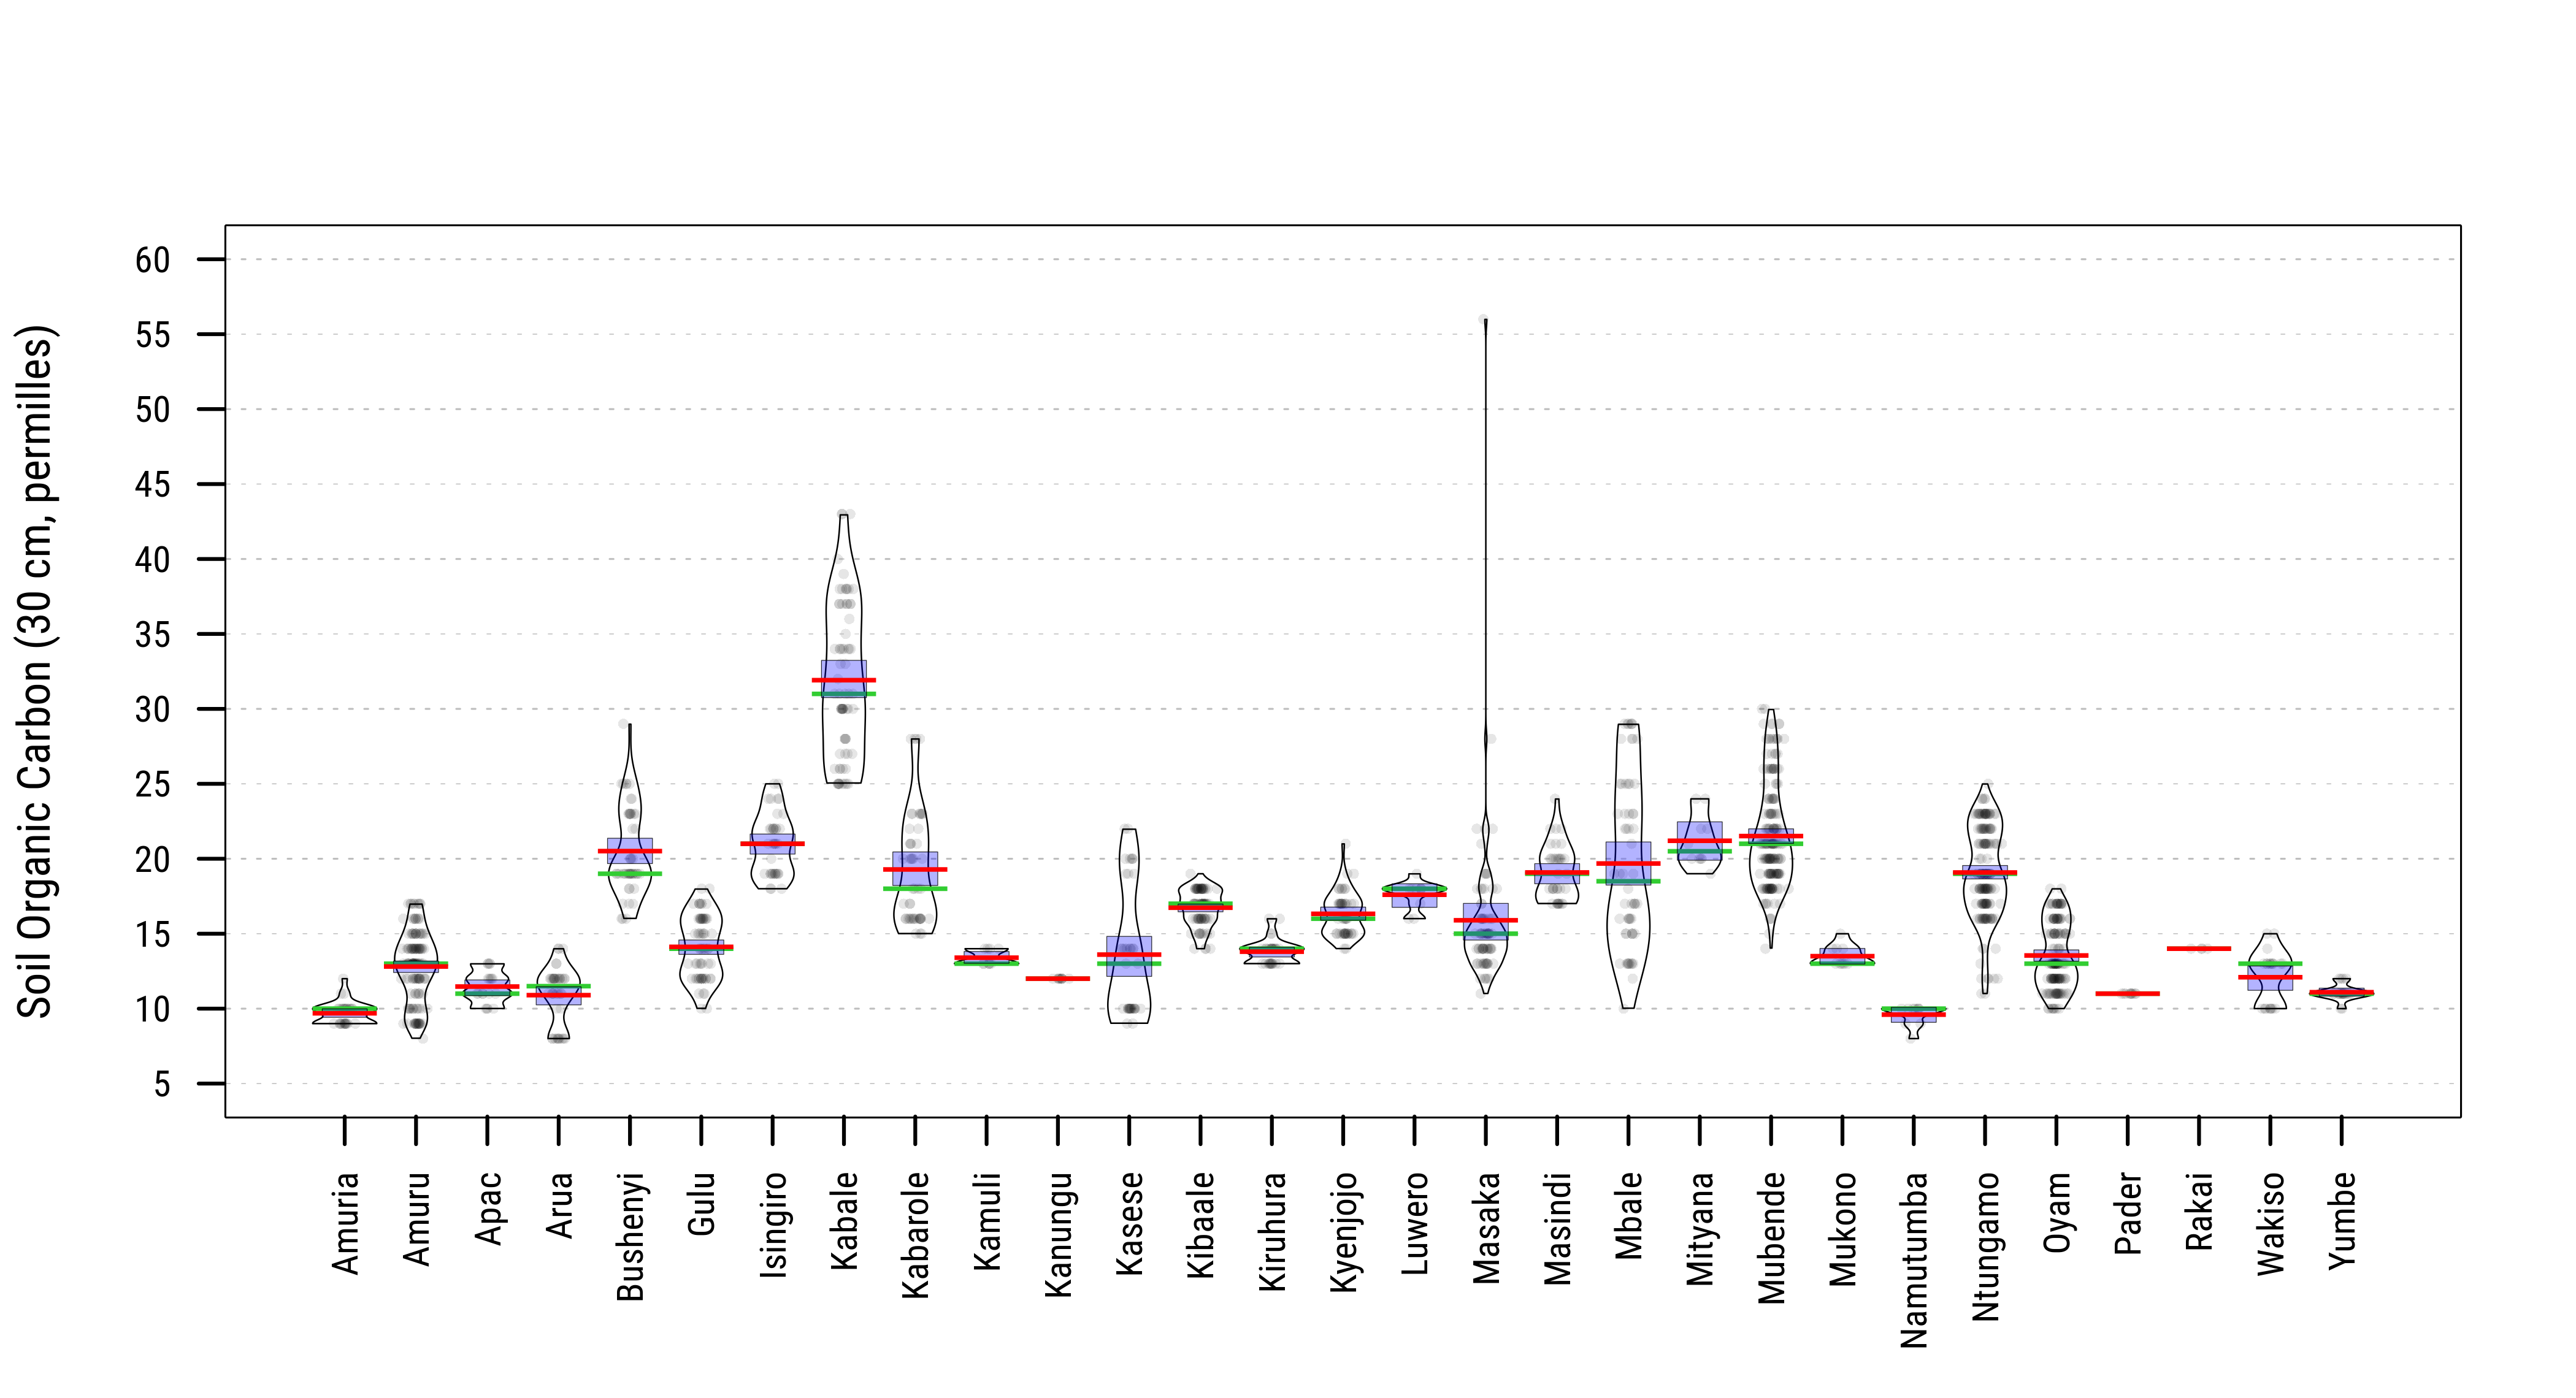 Soil Organic Carbon (30 cm, permilles)
60
55
50
45
40
35
30
25
20
15
10
5
Amuria
Amuru
Apac
Arua
Bushenyi
Gulu
Isingiro
Kabale
Kabarole
Kamuli
Kanungu
Kasese
Kibaale
Kiruhura
Kyenjojo
Luwero
Masaka
Masindi
Mbale
Mityana
Mubende
Mukono
Namutumba
Ntungamo
Oyam
Pader
Rakai
Wakiso
Yumbe